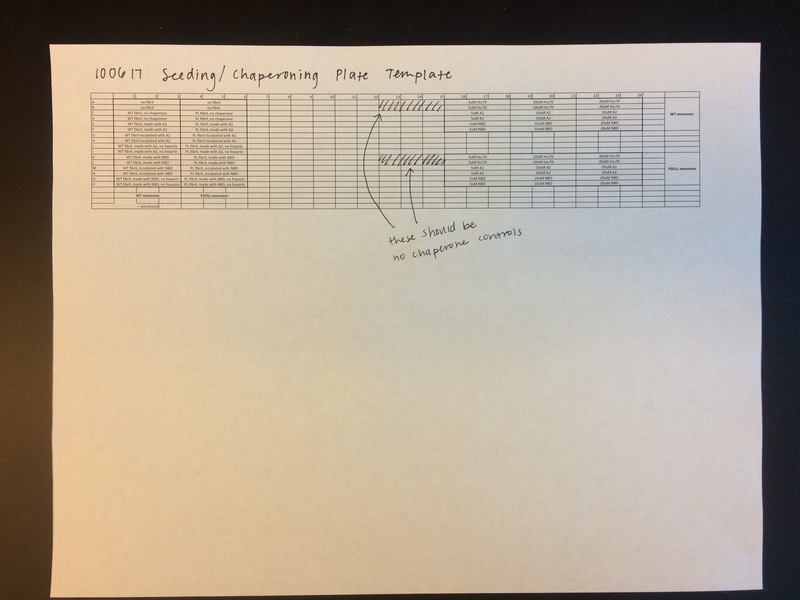 100617 Seeding/Chaperoning Plate Template
1 2 3 4 5 6 7 8 9 10 11 12 13 14 15 16 17 18 19 20 21 22 23 24
A no fibril no fibril 5uM Hsc70 10uM Hsc70 20uM Hsc70
B no fibril no fibril 5uM Hsc70 10uM Hsc70 20uM Hsc70
C WT fibril, no chaperone PL fibril, no chaperone 5uM A2 10uM A2 20uM A2
D WT fibril, no chaperone PL fibril, no chaperone 5uM A2 10uM A2 20uM A2
WT monomer
E WT fibril, made with A2 PL fibril, made with A2 5uM NBD 10uM NBD 20uM NBD
F WT fibril, made with A2 PL fibril, made with A2 5uM NBD 10uM NBD 20uM NBD
G WT fibril incubated with A2 PL fibril incubated with A2
H WT fibril incubated with A2 PL fibril incubated with A2
I WT fibril, made with A2, no heparin PL fibril, made with A2, no heparin
J WT fibril, made with A2, no heparin PL fibril, made with A2, no heparin
K WT fibril, made with NBD PL fibril, made with NBD 5uM Hsc70 10uM Hsc70 20uM Hsc70
L WT fibril, made with NBD PL fibril, made with NBD 5uM Hsc70 10uM Hsc70 20uM Hsc70
M WT fibril, incubated with NBD PL fibril, incubated with NBD 5uM A2 10uM A2 20uM A2
P301L monomer
N WT fibril, incubated with NBD PL fibril, incubated with NBD 5uM A2 10uM A2 20uM A2
O WT fibril, made with NBD, no heparin PL fibril, made with NBD, no heparin 5uM NBD 10uM NBD 20uM NBD
P WT fibril, made with NBD, no heparin PL fibril, made with NBD, no heparin 5uM NBD 10uM NBD 20uM NBD
WT monomer P301L monomer
these should be
no chaperone controls